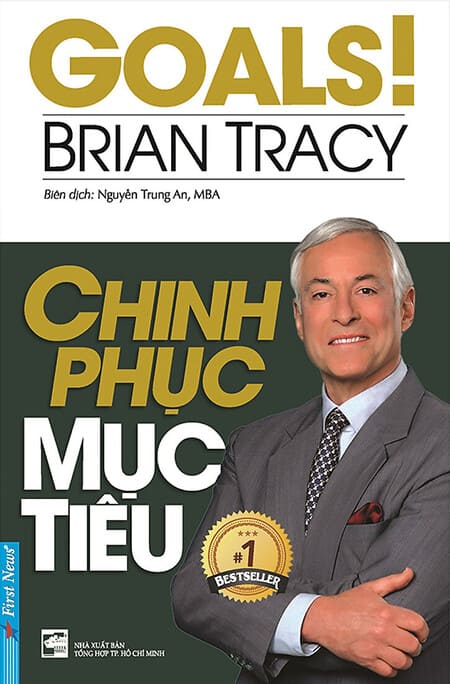 GOALS!
BRIAN TRACY
Biên dịch: Nguyễn Trung An, MBA
CHINH
PHỤC
MỤC
TIÊU
#1
BESTSELLER
First News®
NHÀ XUẤT BẢN
TỔNG HỢP TP. HỒ CHÍ MINH